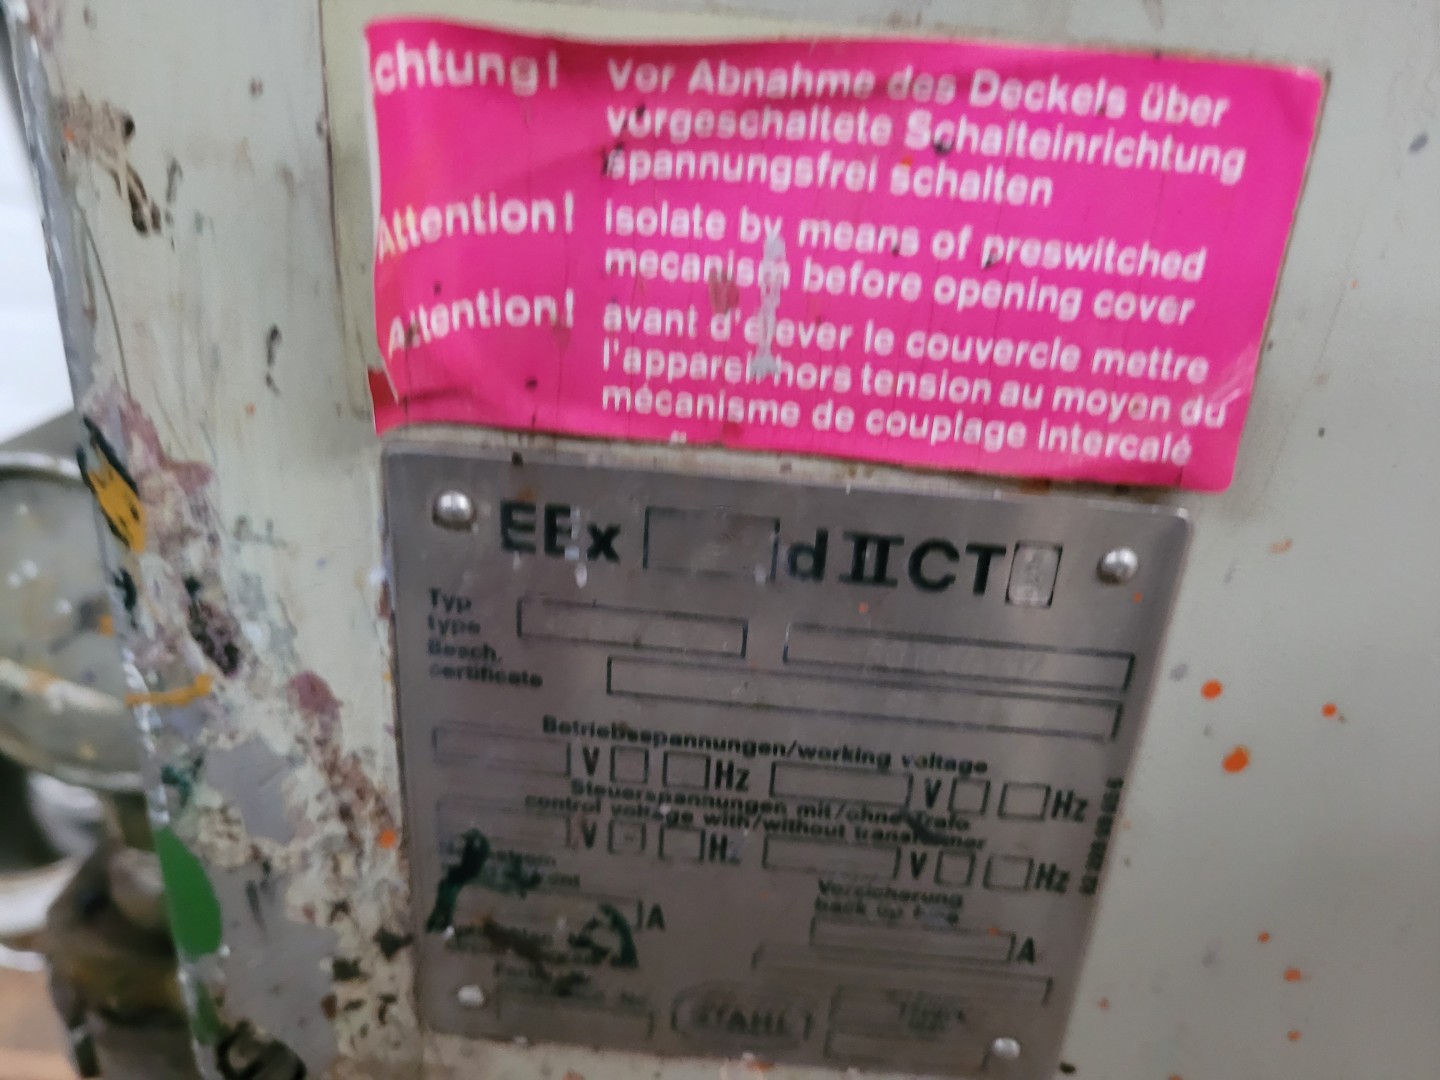 chtung! Vor Abnahme des Deckels über
vorgeschaltete Schalteinrichtung
spannungsfrei schalten
Attention! isolate by means of preswitched
mecanism before opening cover
Attention! avant d'élever le couvercle mettre
l'appareil hors tension au moyen du
mécanisme de couplage intercalé
EEx d II CT
Typ
type
Besch.
certificate
Betriebsspannungen/working voltage
V Hz V Hz
Steuerspannungen mit/ohne Trafo
control voltage with/without transformer
V Hz V Hz
Vorsicherung
back up fuse
A
A
STAHL